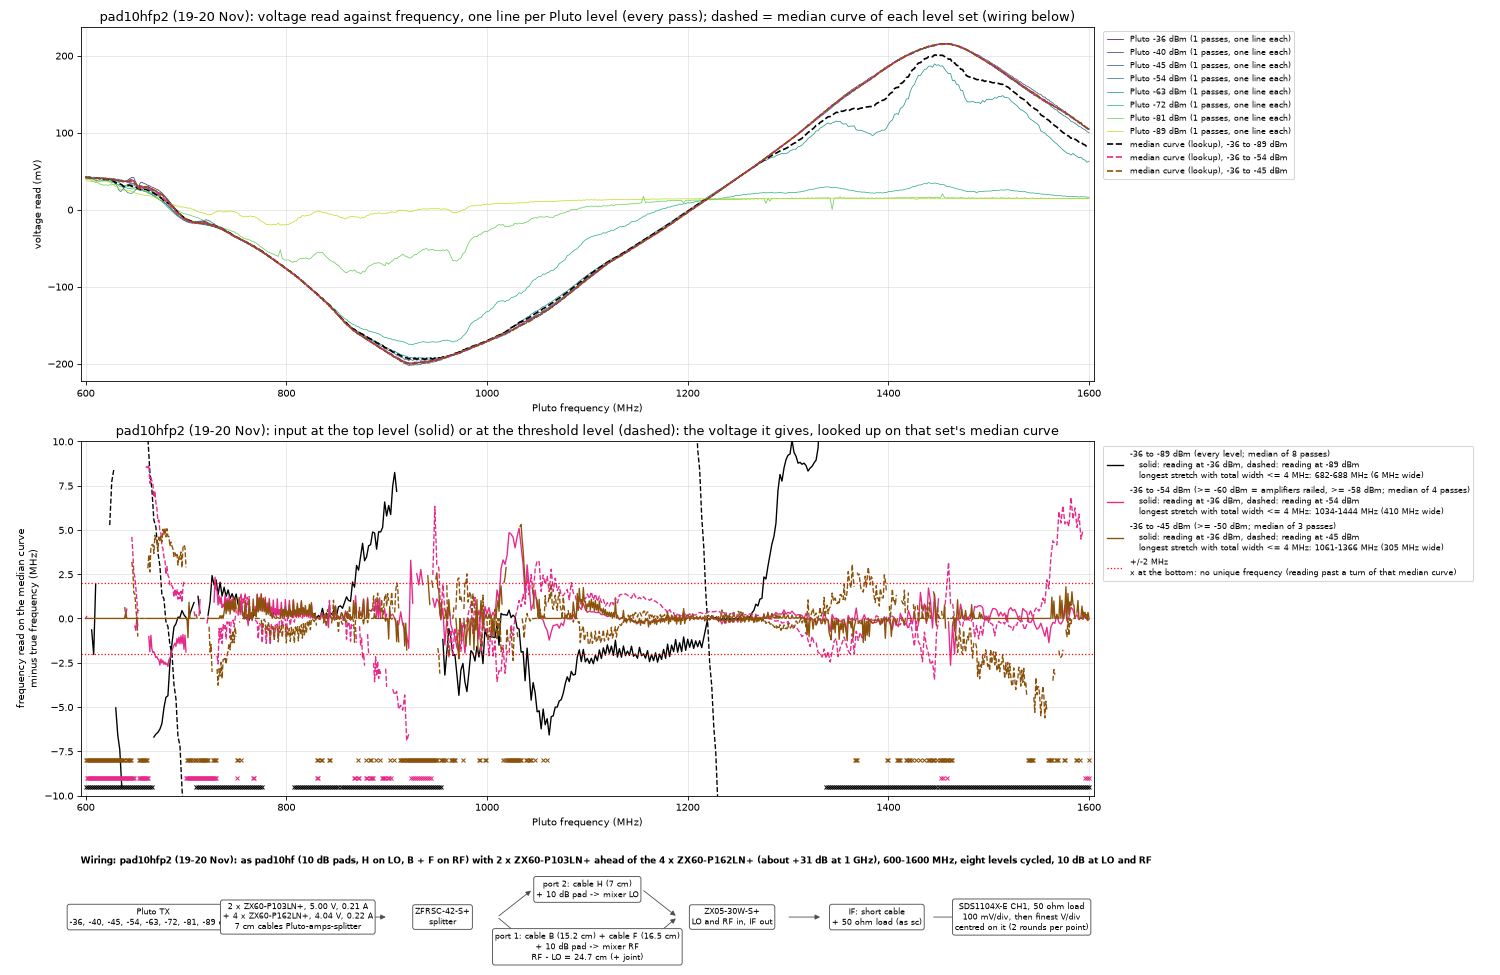 pad10hfp2 (19-20 Nov): voltage read against frequency, one line per Pluto level (every pass); dashed = median curve of each level set (wiring below)
voltage read (mV)
200
100
0
−100
−200
600
800
1000
1200
1400
1600
Pluto frequency (MHz)
Pluto -36 dBm (1 passes, one line each)
Pluto -40 dBm (1 passes, one line each)
Pluto -45 dBm (1 passes, one line each)
Pluto -54 dBm (1 passes, one line each)
Pluto -63 dBm (1 passes, one line each)
Pluto -72 dBm (1 passes, one line each)
Pluto -81 dBm (1 passes, one line each)
Pluto -89 dBm (1 passes, one line each)
median curve (lookup), -36 to -89 dBm
median curve (lookup), -36 to -54 dBm
median curve (lookup), -36 to -45 dBm
pad10hfp2 (19-20 Nov): input at the top level (solid) or at the threshold level (dashed): the voltage it gives, looked up on that set's median curve
frequency read on the median curve
minus true frequency (MHz)
10.0
7.5
5.0
2.5
0.0
−2.5
−5.0
−7.5
−10.0
600
800
1000
1200
1400
1600
Pluto frequency (MHz)
-36 to -89 dBm (every level; median of 8 passes)
solid: reading at -36 dBm, dashed: reading at -89 dBm
longest stretch with total width <= 4 MHz: 682-688 MHz (6 MHz wide)
-36 to -54 dBm (>= -60 dBm = amplifiers railed, >= -58 dBm; median of 4 passes)
solid: reading at -36 dBm, dashed: reading at -54 dBm
longest stretch with total width <= 4 MHz: 1034-1444 MHz (410 MHz wide)
-36 to -45 dBm (>= -50 dBm; median of 3 passes)
solid: reading at -36 dBm, dashed: reading at -45 dBm
longest stretch with total width <= 4 MHz: 1061-1366 MHz (305 MHz wide)
+/-2 MHz
x at the bottom: no unique frequency (reading past a turn of that median curve)
Wiring: pad10hfp2 (19-20 Nov): as pad10hf (10 dB pads, H on LO, B + F on RF) with 2 x ZX60-P103LN+ ahead of the 4 x ZX60-P162LN+ (about +31 dB at 1 GHz), 600-1600 MHz, eight levels cycled, 10 dB at LO and RF
Pluto TX
-36, -40, -45, -54, -63, -72, -81, -89
2 x ZX60-P103LN+, 5.00 V, 0.21 A
+ 4 x ZX60-P162LN+, 4.04 V, 0.22 A
7 cm cables Pluto-amps-splitter
ZFRSC-42-S+
splitter
port 2: cable H (7 cm)
+ 10 dB pad -> mixer LO
port 1: cable B (15.2 cm) + cable F (16.5 cm)
+ 10 dB pad -> mixer RF
RF - LO = 24.7 cm (+ joint)
ZX05-30W-S+
LO and RF in, IF out
IF: short cable
+ 50 ohm load (as sc)
SDS1104X-E CH1, 50 ohm load
100 mV/div, then finest V/div
centred on it (2 rounds per point)